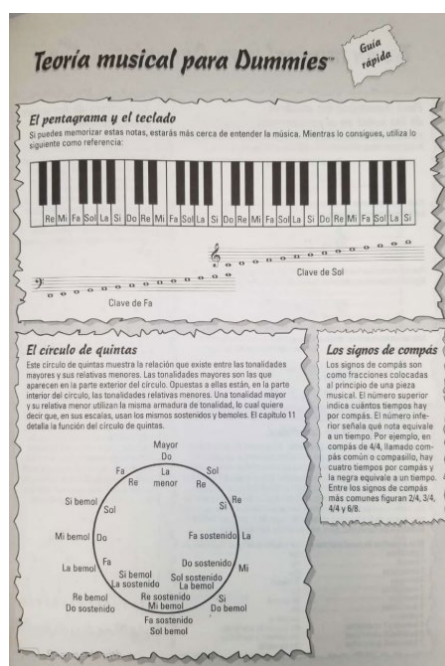 Teoría musical para Dummies™
Guía
rápida
El pentagrama y el teclado
Si puedes memorizar estas notas, estarás más cerca de entender la música. Mientras lo consigues, utiliza lo
siguiente como referencia:
Re Mi Fa Sol La Si Do Re Mi Fa Sol La Si Do Re Mi Fa Sol La Si Do Re Mi Fa Sol La Si
Clave de Fa
Clave de Sol
El círculo de quintas
Este círculo de quintas muestra la relación que existe entre las tonalidades
mayores y sus relativas menores. Las tonalidades mayores son las que
aparecen en la parte exterior del círculo. Opuestas a ellas están, en la parte
interior del círculo, las tonalidades relativas menores. Una tonalidad mayor
y su relativa menor utilizan la misma armadura de tonalidad, lo cual quiere
decir que, en sus escalas, usan los mismos sostenidos y bemoles. El capítulo 11
detalla la función del círculo de quintas.
Mayor
Do
Fa La Sol
Re menor Re
Si bemol Sol Si Re
Mi bemol Do Fa sostenido La
La bemol Fa Do sostenido Mi
Si bemol Sol sostenido
La sostenido La bemol
Re bemol Re sostenido Si
Do sostenido Mi bemol Do bemol
Fa sostenido
Sol bemol
Los signos de compás
Los signos de compás son
como fracciones colocadas
al principio de una pieza
musical. El número superior
indica cuántos tiempos hay
por compás. El número infe-
rior señala qué nota equivale
a un tiempo. Por ejemplo, en
compás de 4/4, llamado com-
pás común o compasillo, hay
cuatro tiempos por compás y
la negra equivale a un tiempo.
Entre los signos de compás
más comunes figuran 2/4, 3/4,
4/4 y 6/8.